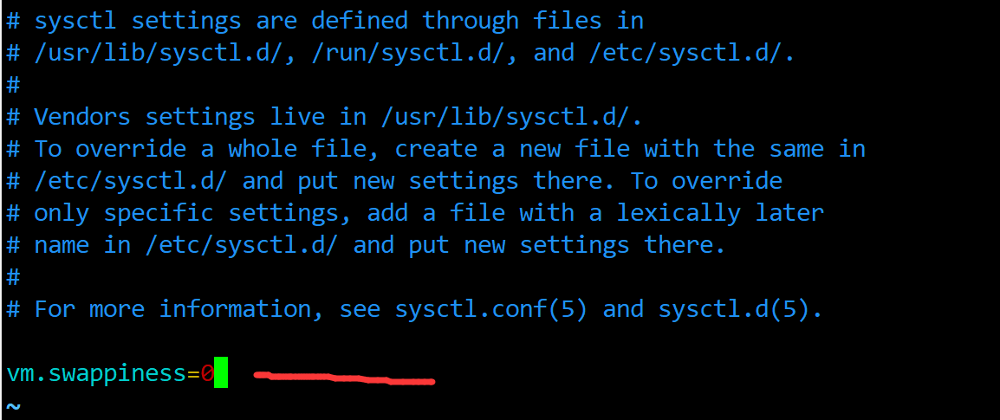 # sysctl settings are defined through files in
# /usr/lib/sysctl.d/, /run/sysctl.d/, and /etc/sysctl.d/.
#
# Vendors settings live in /usr/lib/sysctl.d/.
# To override a whole file, create a new file with the same in
# /etc/sysctl.d/ and put new settings there. To override
# only specific settings, add a file with a lexically later
# name in /etc/sysctl.d/ and put new settings there.
#
# For more information, see sysctl.conf(5) and sysctl.d(5).
vm.swappiness=0
~